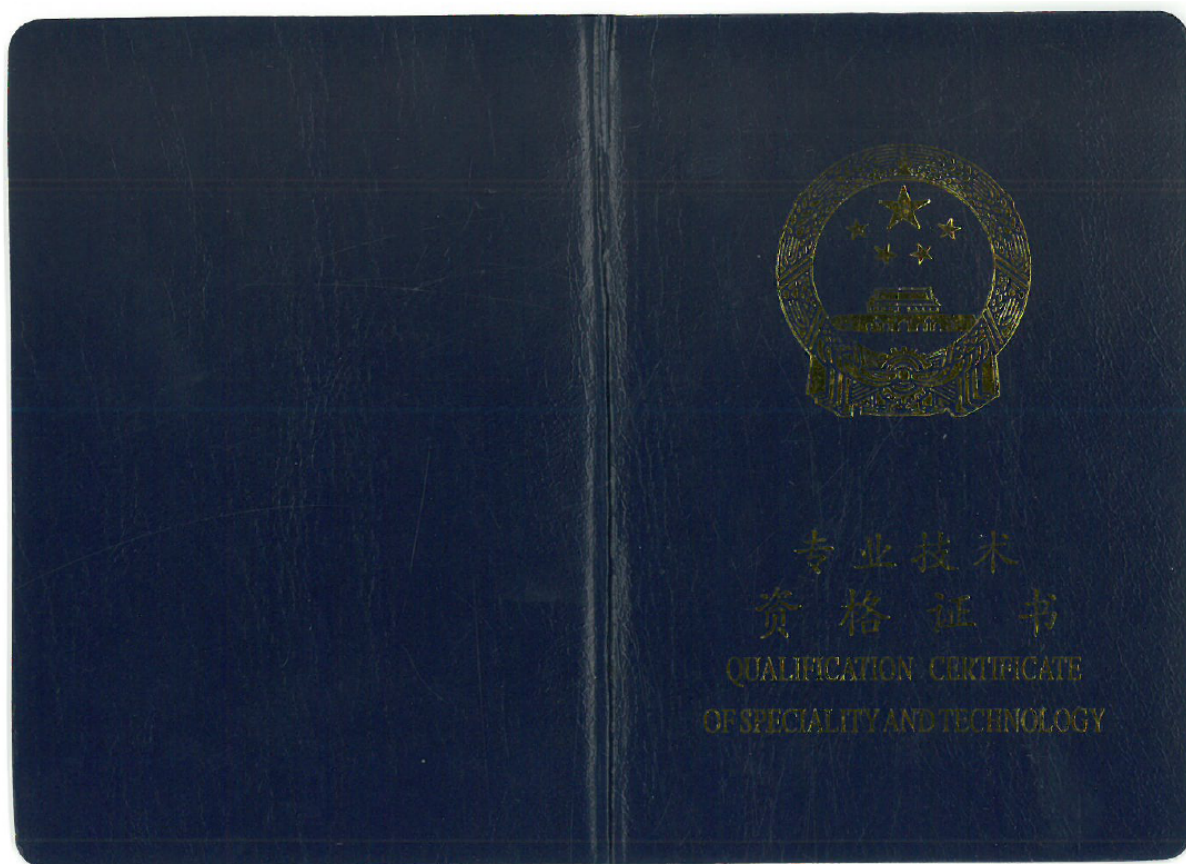 专业技术
资格证书
QUALIFICATION CERTIFICATE
OF SPECIALITY AND TECHNOLOGY